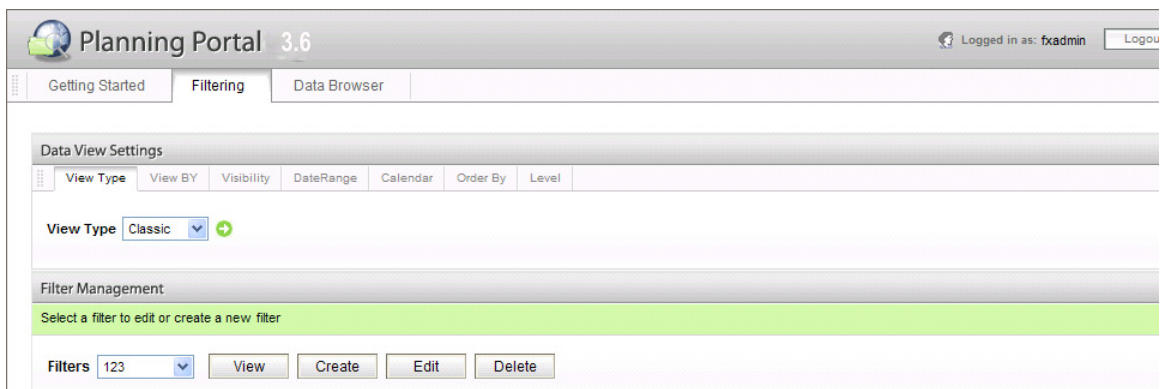 Planning Portal 3.6
Logged in as: fxadmin
Logou
Getting Started Filtering Data Browser
Data View Settings
View Type View BY Visibility DateRange Calendar Order By Level
View Type Classic
Filter Management
Select a filter to edit or create a new filter
Filters 123 View Create Edit Delete